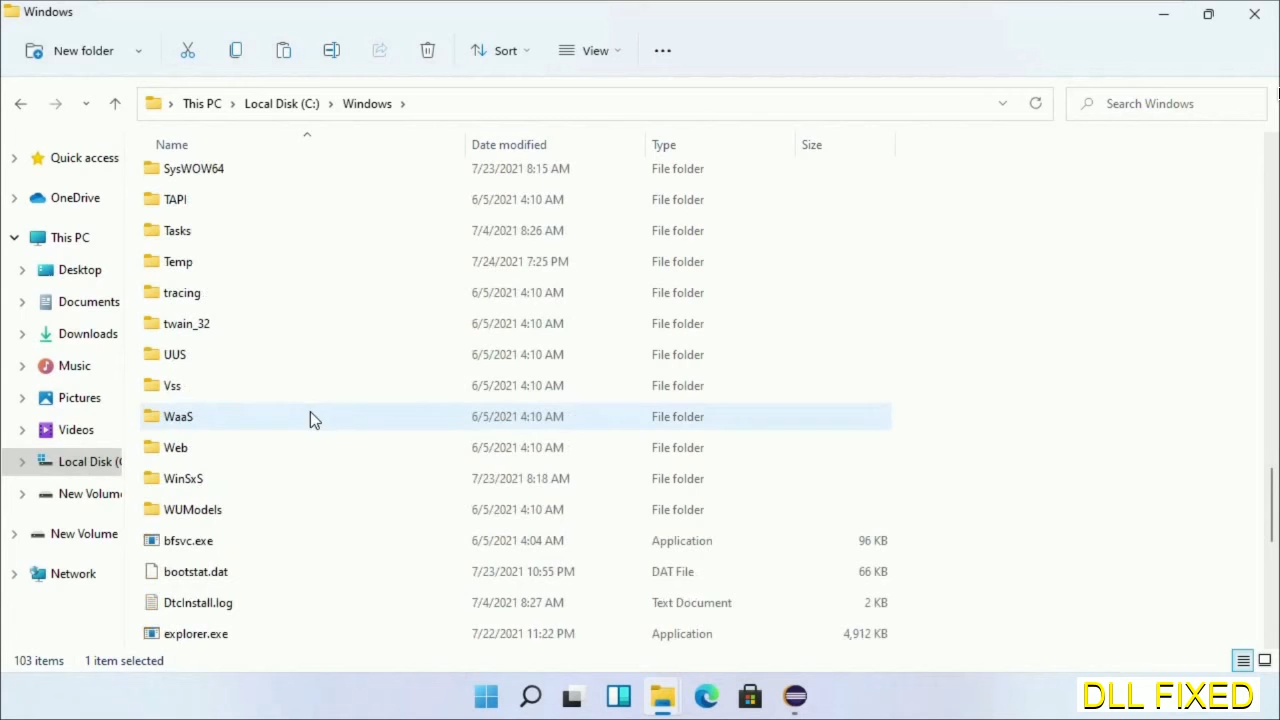 Windows
New folder
Sort
View
This PC > Local Disk (C:) > Windows >
Search Windows
Name Date modified Type Size
Quick access
OneDrive
This PC
Desktop
Documents
Downloads
Music
Pictures
Videos
Local Disk (
New Volum
New Volume
Network
SysWOW64 7/23/2021 8:15 AM File folder
TAPI 6/5/2021 4:10 AM File folder
Tasks 7/4/2021 8:26 AM File folder
Temp 7/24/2021 7:25 PM File folder
tracing 6/5/2021 4:10 AM File folder
twain_32 6/5/2021 4:10 AM File folder
UUS 6/5/2021 4:10 AM File folder
Vss 6/5/2021 4:10 AM File folder
WaaS 6/5/2021 4:10 AM File folder
Web 6/5/2021 4:10 AM File folder
WinSxS 7/23/2021 8:18 AM File folder
WUModels 6/5/2021 4:10 AM File folder
bfsvc.exe 6/5/2021 4:04 AM Application 96 KB
bootstat.dat 7/23/2021 10:55 PM DAT File 66 KB
DtcInstall.log 7/4/2021 8:27 AM Text Document 2 KB
explorer.exe 7/22/2021 11:22 PM Application 4,912 KB
103 items 1 item selected
DLL FIXED